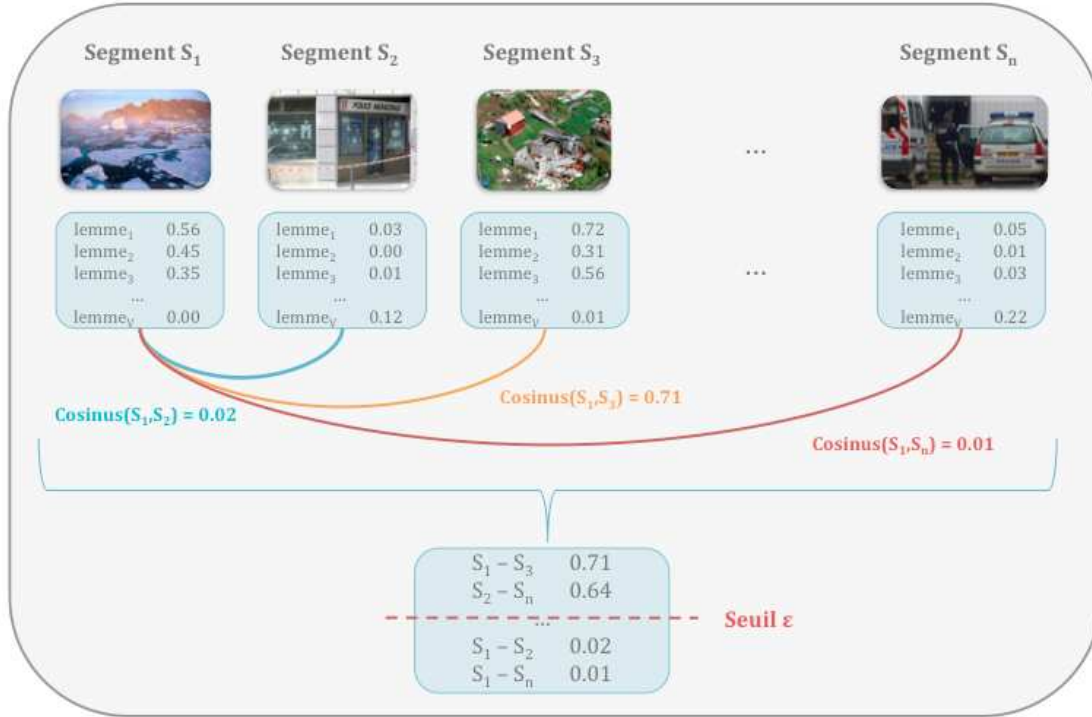 Segment S₁ Segment S₂ Segment S₃ Segment Sₙ
POLICE MUNICIPALE
...
lemme₁ 0.56 lemme₁ 0.03 lemme₁ 0.72 lemme₁ 0.05
lemme₂ 0.45 lemme₂ 0.00 lemme₂ 0.31 lemme₂ 0.01
lemme₃ 0.35 lemme₃ 0.01 lemme₃ 0.56 ... lemme₃ 0.03
... ... ... ...
lemmeᵥ 0.00 lemmeᵥ 0.12 lemmeᵥ 0.01 lemmeᵥ 0.22
Cosinus(S₁,S₃) = 0.71
Cosinus(S₁,S₂) = 0.02
Cosinus(S₁,Sₙ) = 0.01
S₁ – S₃ 0.71
S₂ – Sₙ 0.64
... Seuil ε
S₁ – S₂ 0.02
S₁ – Sₙ 0.01